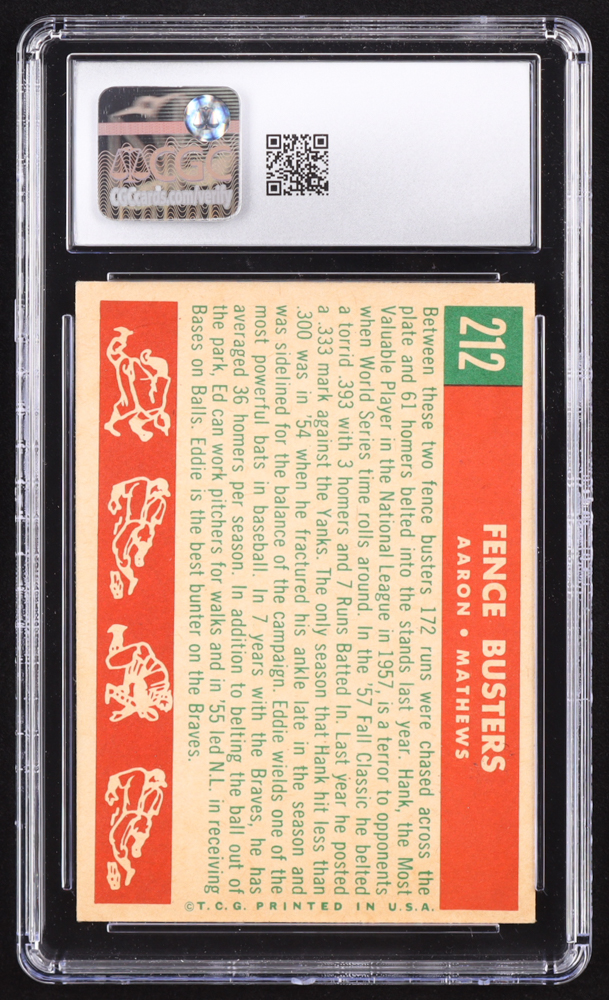 CGC
CGCcards.com/verify
212
FENCE BUSTERS
AARON • MATHEWS
Between these two fence busters 172 runs were chased across the
plate and 61 homers belted into the stands last year. Hank, the Most
Valuable Player in the National League in 1957, is a terror to opponents
when World Series time rolls around. In the '57 Fall Classic he belted
a torrid .393 with 3 homers and 7 Runs Batted In. Last year he posted
a .333 mark against the Yanks. The only season that Hank hit less than
.300 was in '54 when he fractured his ankle late in the season and
was sidelined for the balance of the campaign. Eddie wields one of the
most powerful bats in baseball. In 7 years with the Braves, he has
averaged 36 homers per season. In addition to belting the ball out of
the park, Ed can work pitchers for walks and in '55 led N.L. in receiving
Bases on Balls. Eddie is the best bunter on the Braves.
©T.C.G. PRINTED IN U.S.A.